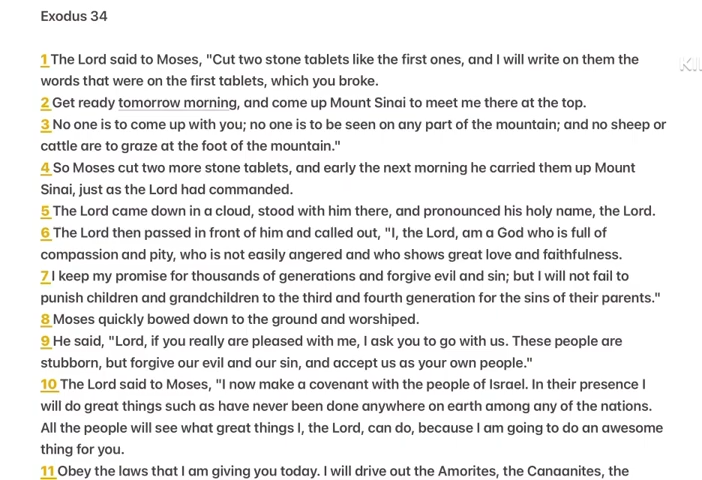 Exodus 34
1 The Lord said to Moses, "Cut two stone tablets like the first ones, and I will write on them the
words that were on the first tablets, which you broke.
2 Get ready tomorrow morning, and come up Mount Sinai to meet me there at the top.
3 No one is to come up with you; no one is to be seen on any part of the mountain; and no sheep or
cattle are to graze at the foot of the mountain."
4 So Moses cut two more stone tablets, and early the next morning he carried them up Mount
Sinai, just as the Lord had commanded.
5 The Lord came down in a cloud, stood with him there, and pronounced his holy name, the Lord.
6 The Lord then passed in front of him and called out, "I, the Lord, am a God who is full of
compassion and pity, who is not easily angered and who shows great love and faithfulness.
7 I keep my promise for thousands of generations and forgive evil and sin; but I will not fail to
punish children and grandchildren to the third and fourth generation for the sins of their parents."
8 Moses quickly bowed down to the ground and worshiped.
9 He said, "Lord, if you really are pleased with me, I ask you to go with us. These people are
stubborn, but forgive our evil and our sin, and accept us as your own people."
10 The Lord said to Moses, "I now make a covenant with the people of Israel. In their presence I
will do great things such as have never been done anywhere on earth among any of the nations.
All the people will see what great things I, the Lord, can do, because I am going to do an awesome
thing for you.
11 Obey the laws that I am giving you today. I will drive out the Amorites, the Canaanites, the